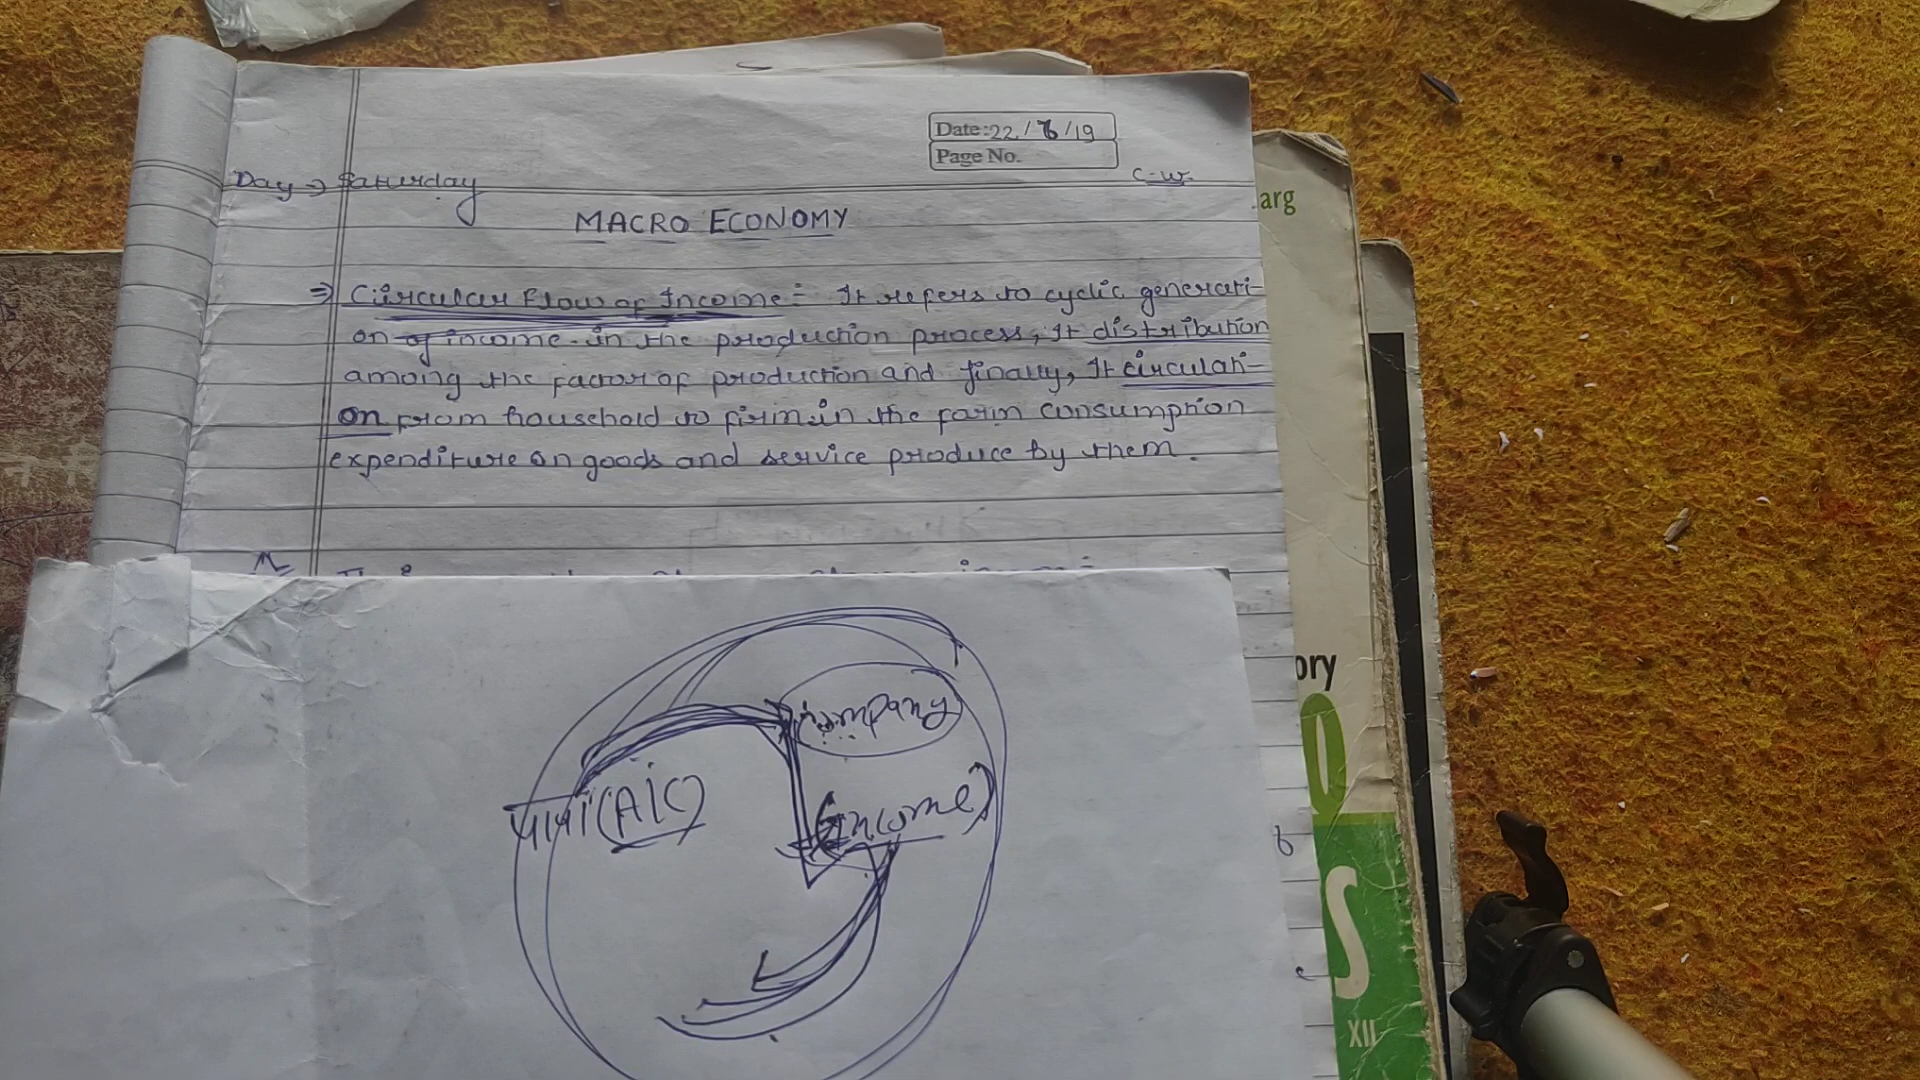 Date: 22/6/19
Page No.
Day → Saturday
C.W.
MACRO ECONOMY
⇒ Circular Flow of Income = It refers to cyclic generati-
on of income in the production process, It distribution
among the factor of production and finally, It circulati-
on from household to firm in the form consumption
expenditure on goods and service produce by them.
arg
ory
Company
(A/C)
(Income)
S
XII